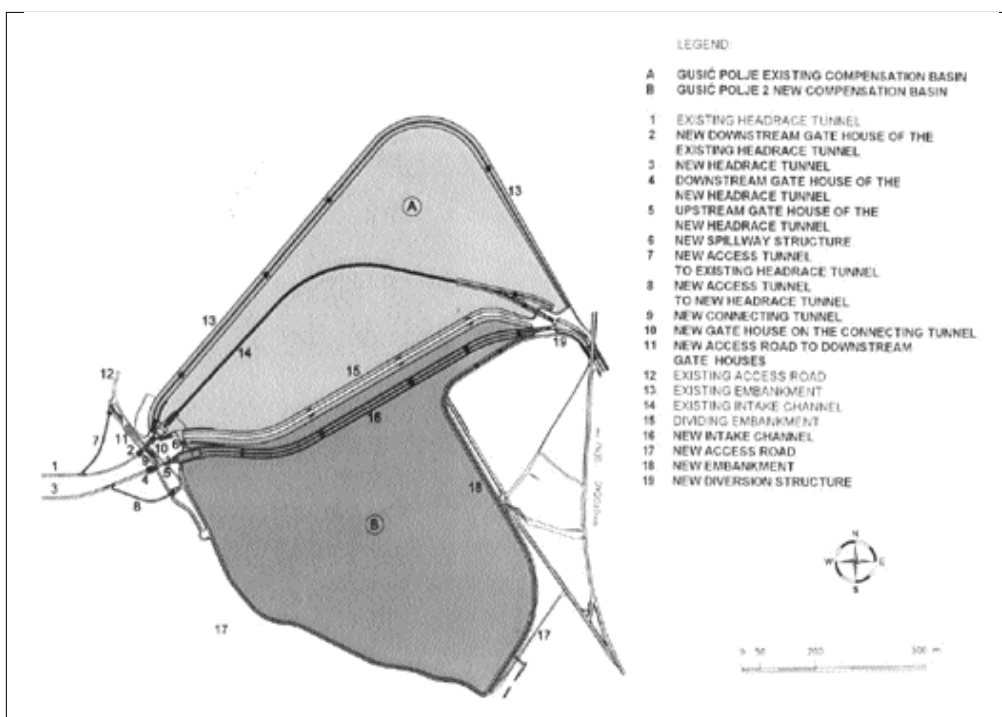 LEGEND:
A GUSIĆ POLJE EXISTING COMPENSATION BASIN
B GUSIĆ POLJE 2 NEW COMPENSATION BASIN
1 EXISTING HEADRACE TUNNEL
2 NEW DOWNSTREAM GATE HOUSE OF THE
EXISTING HEADRACE TUNNEL
3 NEW HEADRACE TUNNEL
4 DOWNSTREAM GATE HOUSE OF THE
NEW HEADRACE TUNNEL
5 UPSTREAM GATE HOUSE OF THE
NEW HEADRACE TUNNEL
6 NEW SPILLWAY STRUCTURE
7 NEW ACCESS TUNNEL
TO EXISTING HEADRACE TUNNEL
8 NEW ACCESS TUNNEL
TO NEW HEADRACE TUNNEL
9 NEW CONNECTING TUNNEL
10 NEW GATE HOUSE ON THE CONNECTING TUNNEL
11 NEW ACCESS ROAD TO DOWNSTREAM
GATE HOUSES
12 EXISTING ACCESS ROAD
13 EXISTING EMBANKMENT
14 EXISTING INTAKE CHANNEL
15 DIVIDING EMBANKMENT
16 NEW INTAKE CHANNEL
17 NEW ACCESS ROAD
18 NEW EMBANKMENT
19 NEW DIVERSION STRUCTURE
13
A
13
14
15
19
12
16
11
7
10
6
2
9
1
4
5
3
8
18
B
17
17
N
W E
S
0 50 200 300 m